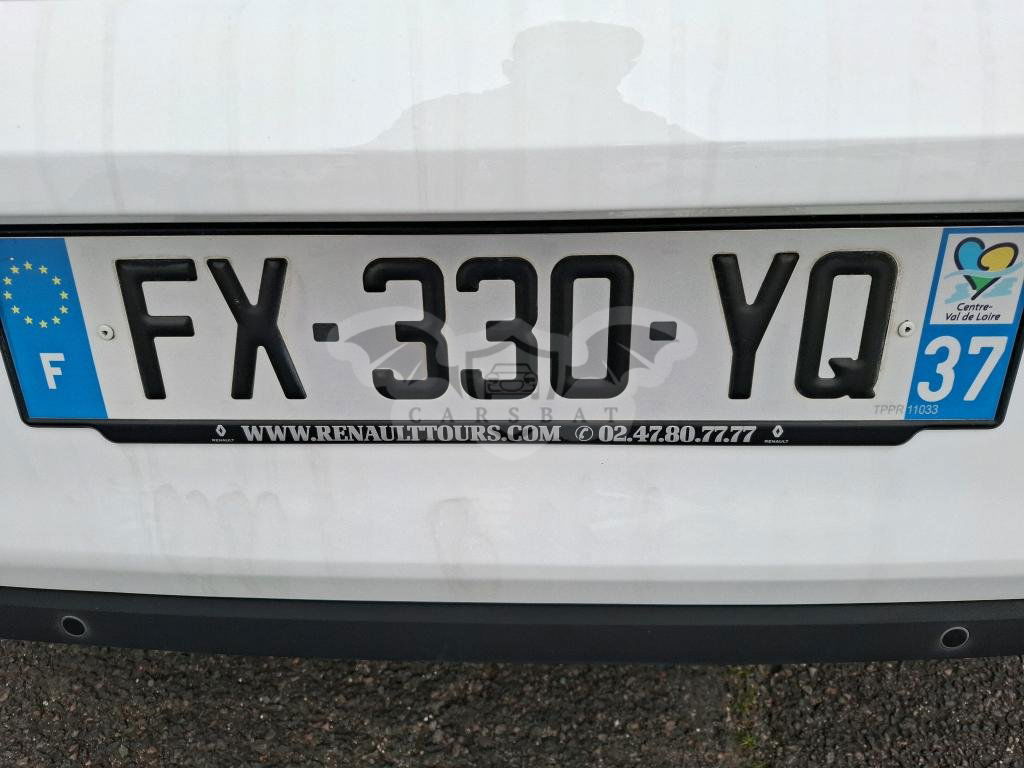 F
FX-330-YQ
Centre-
Val de Loire
37
TPPR 11033
CARSBAT
RENAULT WWW.RENAULTTOURS.COM ✆ 02.47.80.77.77 RENAULT